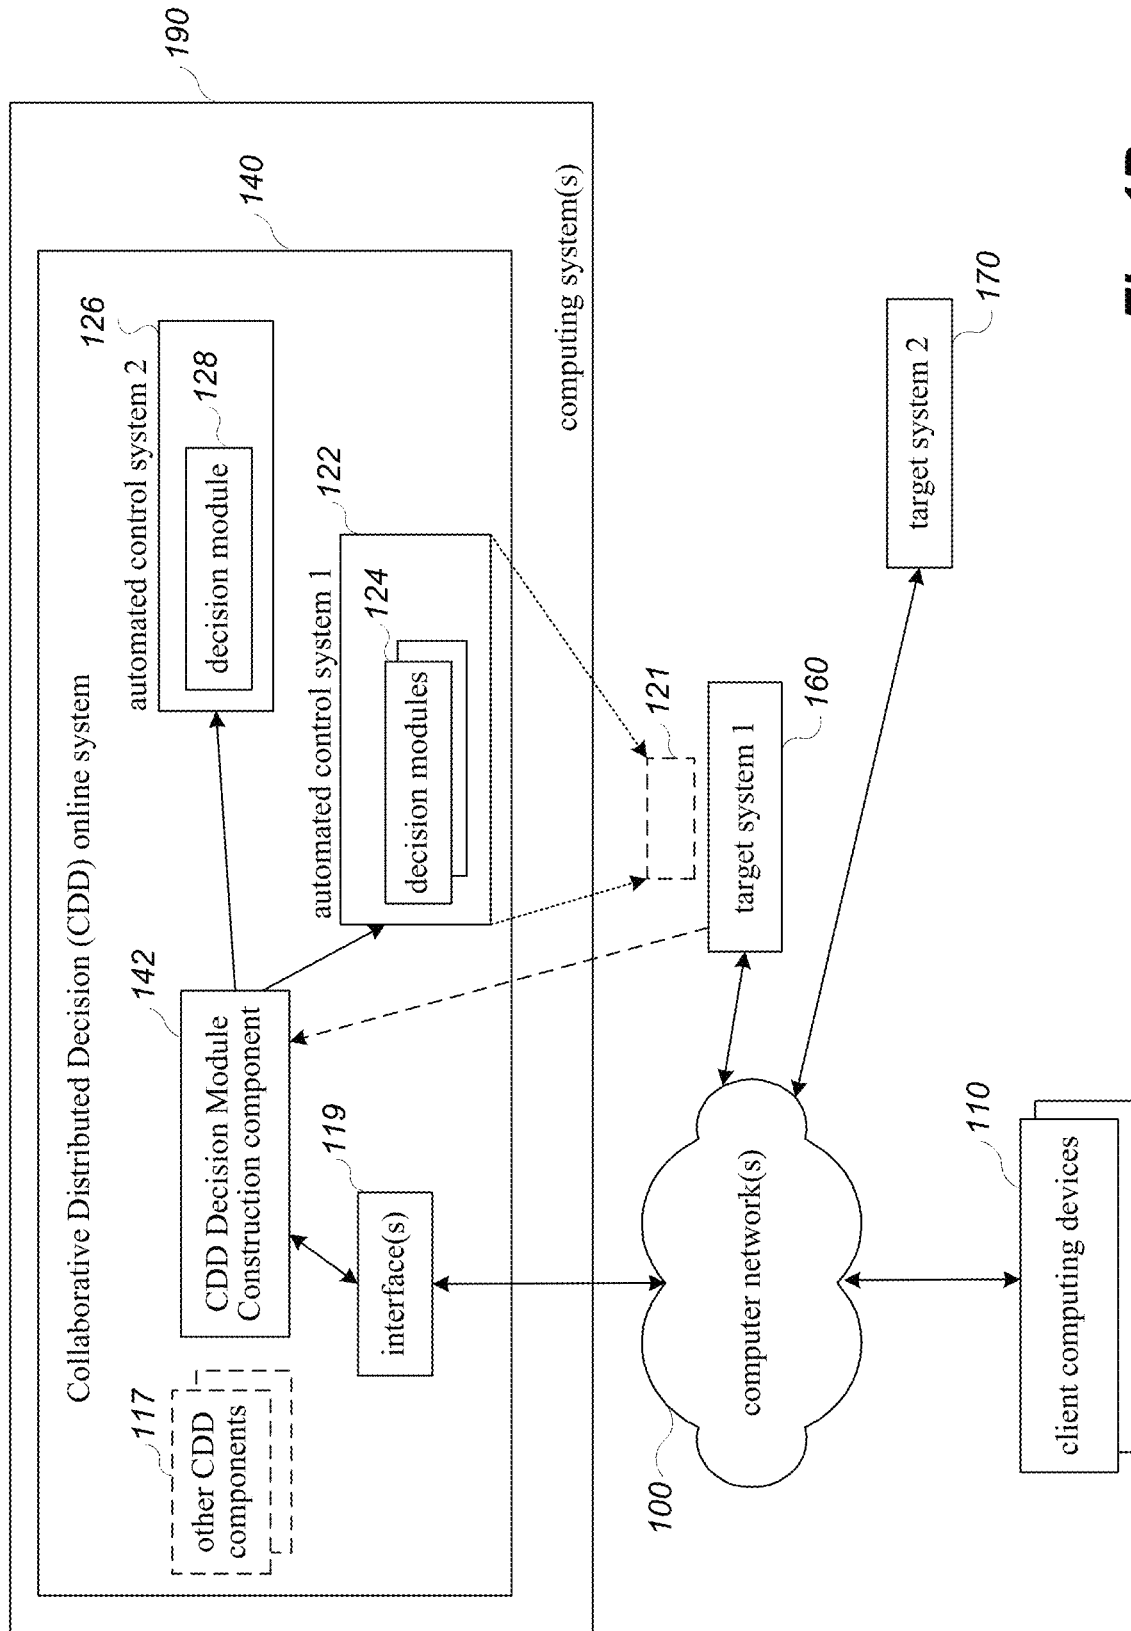 Collaborative Distributed Decision (CDD) online system
126
automated control system 2
117
142
190
128
other CDD
components
CDD Decision Module
Construction component
decision module
140
automated control system 1
122
119
124
interface(s)
decision modules
computing system(s)
121
computer network(s)
target system 1
160
100
target system 2
170
110
client computing devices